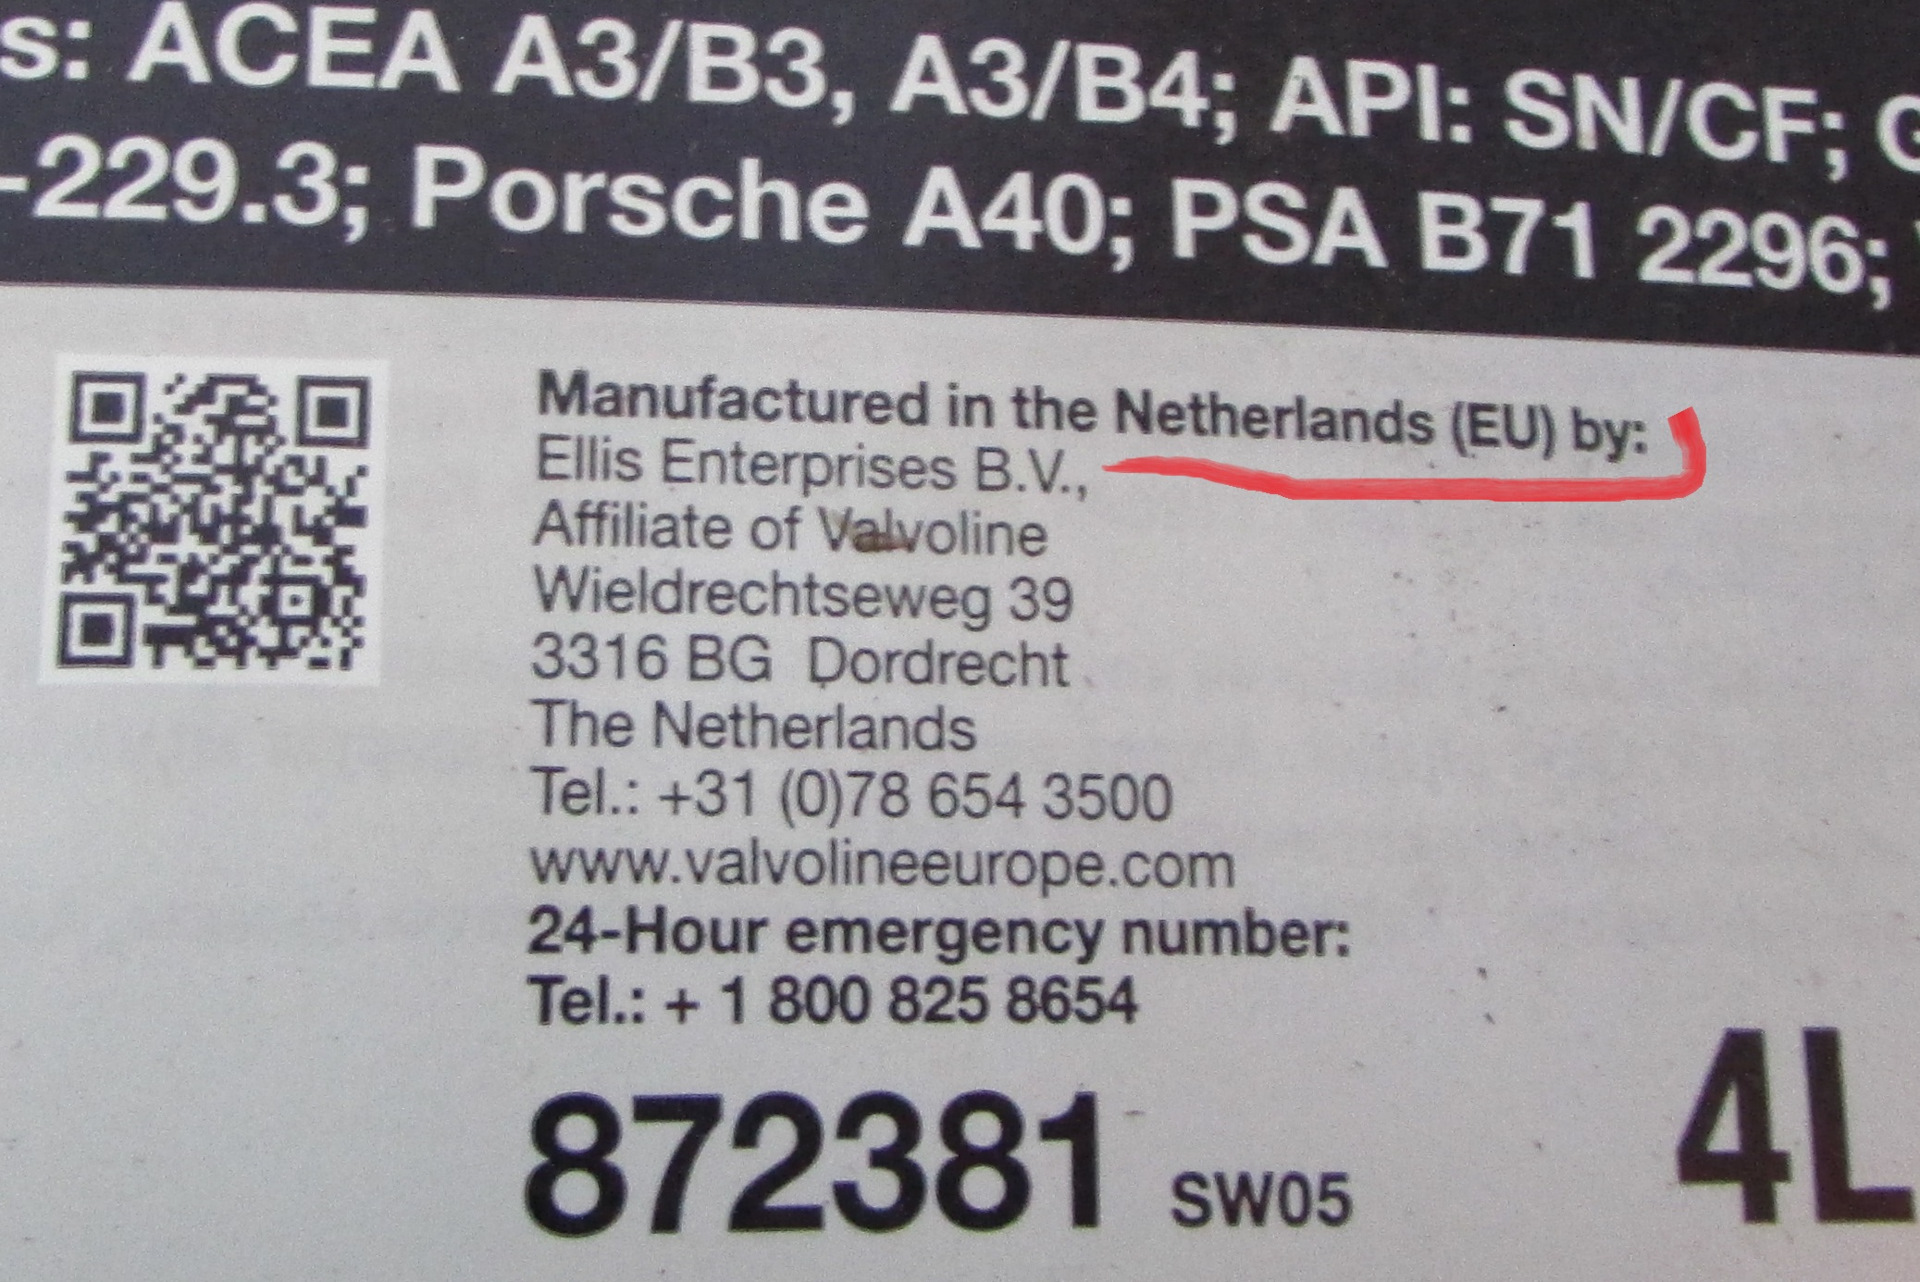 s: ACEA A3/B3, A3/B4; API: SN/CF; G
-229.3; Porsche A40; PSA B71 2296;
Manufactured in the Netherlands (EU) by:
Ellis Enterprises B.V.,
Affiliate of Valvoline
Wieldrechtseweg 39
3316 BG Dordrecht
The Netherlands
Tel.: +31 (0)78 654 3500
www.valvolineeurope.com
24-Hour emergency number:
Tel.: + 1 800 825 8654
872381 SW05
4L